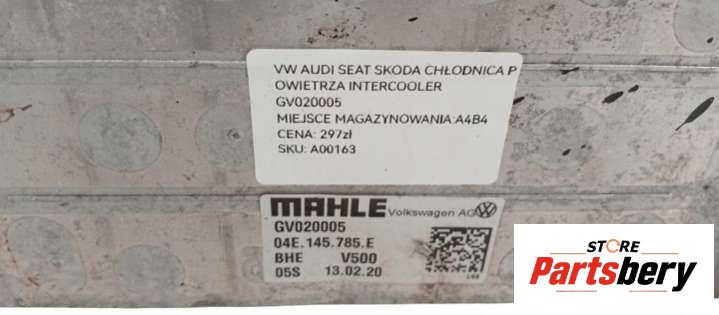 VW AUDI SEAT SKODA CHŁODNICA P
OWIETRZA INTERCOOLER
GV020005
MIEJSCE MAGAZYNOWANIA:A4B4
CENA: 297zł
SKU: A00163
MAHLE Volkswagen AG
GV020005
04E.145.785.E
BHE V500
05S 13.02.20
STORE
Partsbery